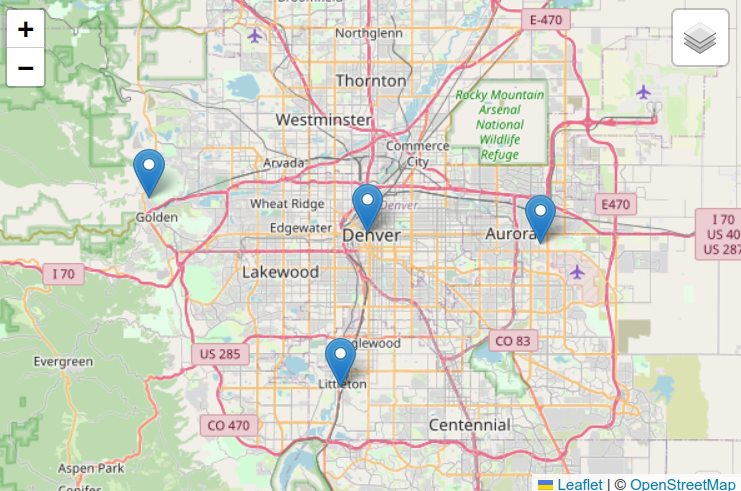 Broomfield
E-470
+
Northglenn
−
Thornton
Rocky Mountain
Arsenal
National
Wildlife
Refuge
Westminster
Commerce
City
Arvada
Wheat Ridge
Denver
E470
Golden
Edgewater
Denver
Aurora
I 70
US 40
US 287
I 70
Lakewood
CO 83
glewood
US 285
Evergreen
Littleton
CO 470
Centennial
Aspen Park
Conifer
Leaflet | © OpenStreetMap